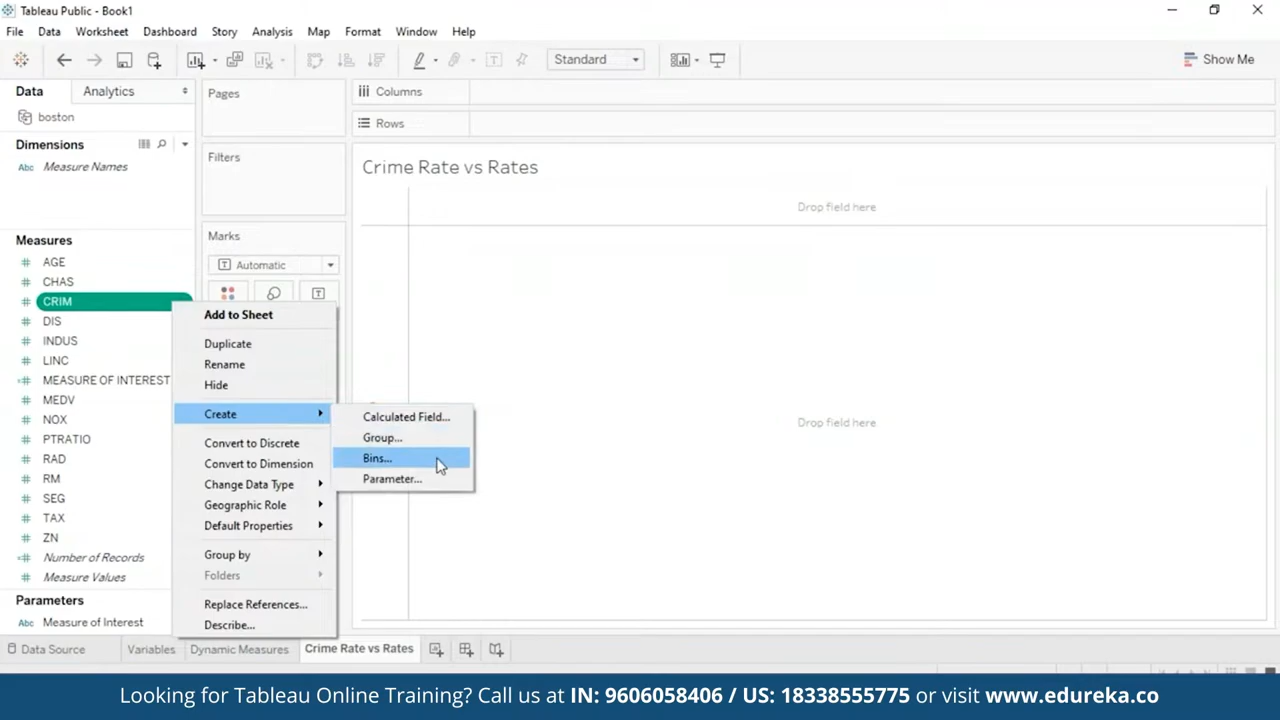 Tableau Public - Book1
File Data Worksheet Dashboard Story Analysis Map Format Window Help
Standard
Show Me
Data Analytics
boston
Dimensions
Abc Measure Names
Measures
AGE
CHAS
CRIM
DIS
INDUS
LINC
MEASURE OF INTEREST
MEDV
NOX
PTRATIO
RAD
RM
SEG
TAX
ZN
Number of Records
Measure Values
Parameters
Abc Measure of Interest
Pages
Filters
Marks
Automatic
Add to Sheet
Duplicate
Rename
Hide
Create
Convert to Discrete
Convert to Dimension
Change Data Type
Geographic Role
Default Properties
Group by
Folders
Replace References...
Describe...
Calculated Field...
Group...
Bins...
Parameter...
Columns
Rows
Crime Rate vs Rates
Drop field here
Drop field here
Data Source Variables Dynamic Measures Crime Rate vs Rates
Looking for Tableau Online Training? Call us at IN: 9606058406 / US: 18338555775 or visit www.edureka.co